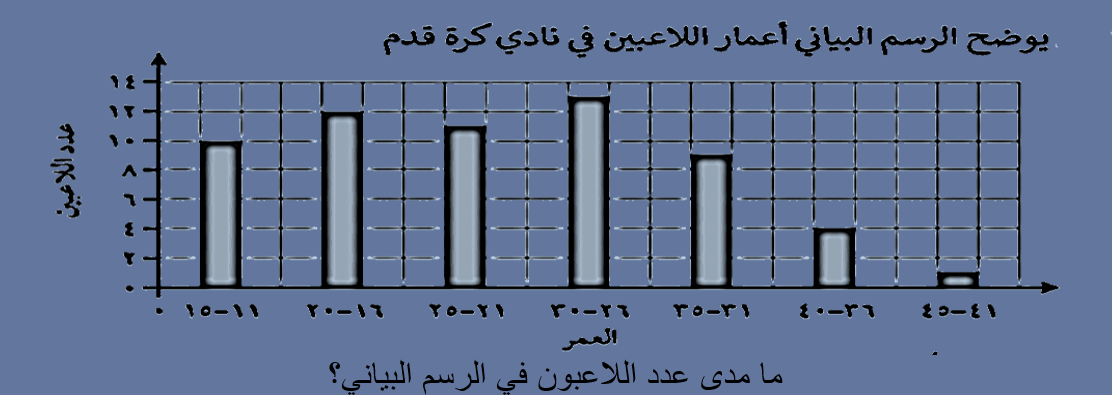 يوضح الرسم البياني أعمار اللاعبين في نادي كرة قدم
عدد اللاعبين
١٤
١٢
١٠
٨
٦
٤
٢
٠
٠ ١١-١٥ ١٦-٢٠ ٢١-٢٥ ٢٦-٣٠ ٣١-٣٥ ٣٦-٤٠ ٤١-٤٥
العمر
ما مدى عدد اللاعبون في الرسم البياني؟